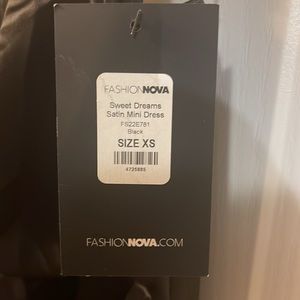 FASHIONNOVA
Sweet Dreams
Satin Mini Dress
FS22E781
Black
SIZE XS
4725885
FASHIONNOVA.COM